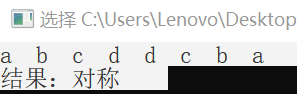 选择 C:\Users\Lenovo\Desktop
a b c d d c b a
结果：对称